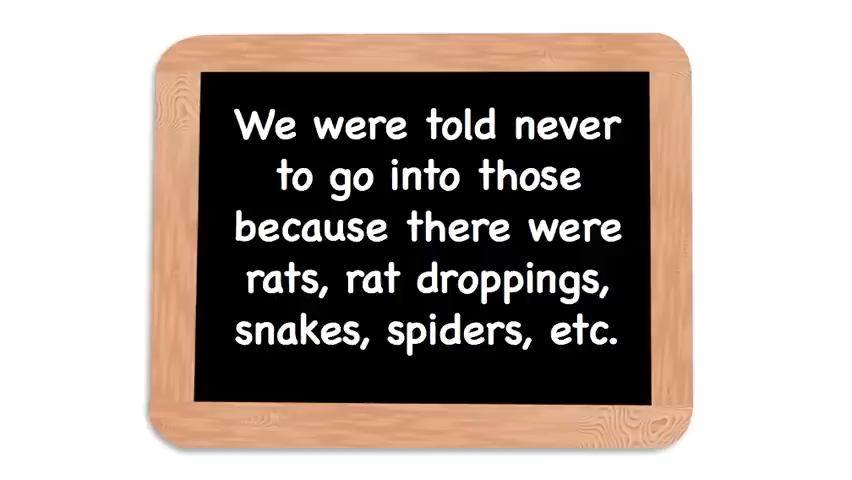 We were told never
to go into those
because there were
rats, rat droppings,
snakes, spiders, etc.